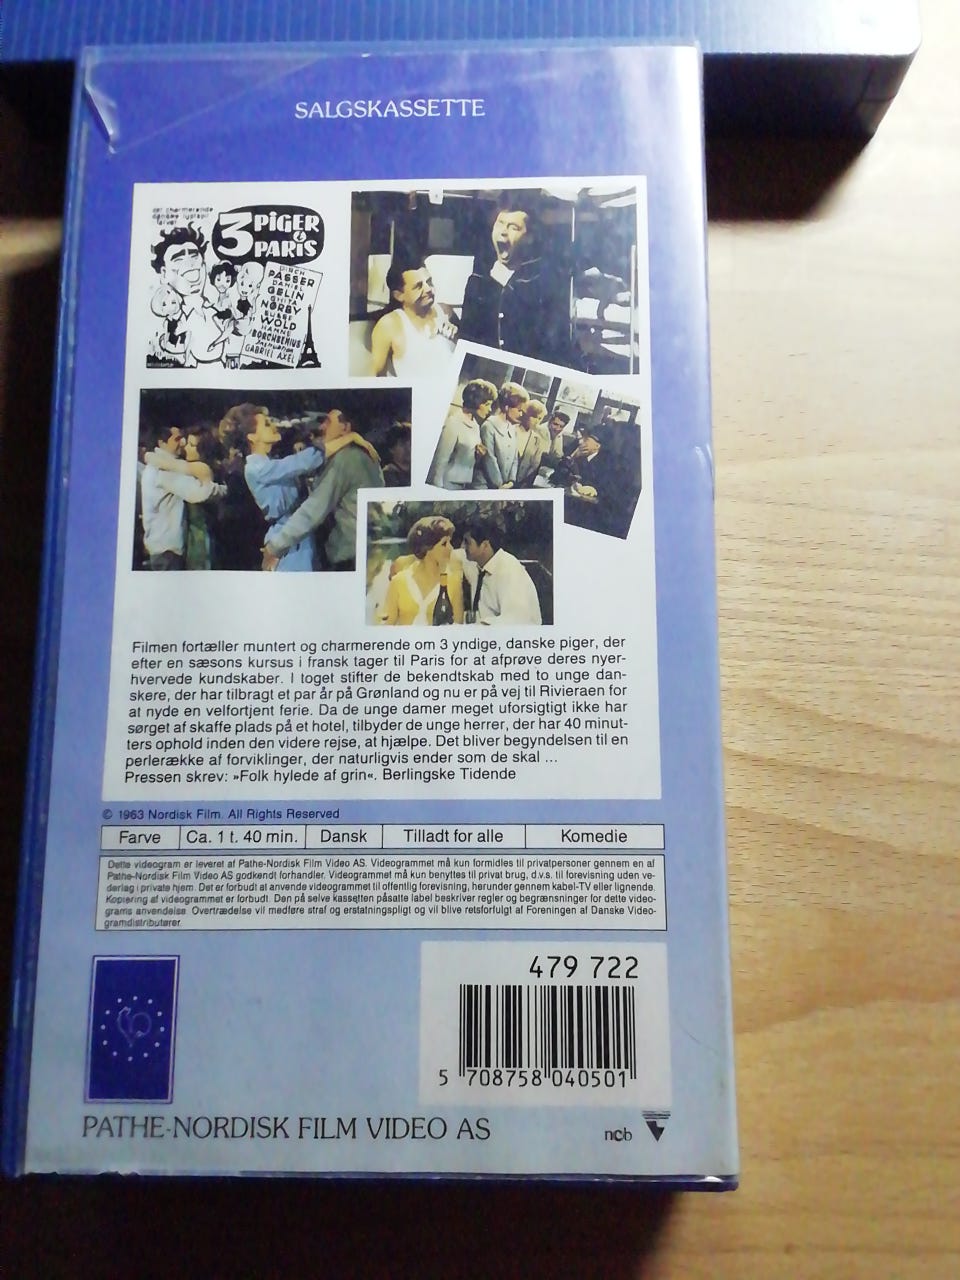 SALGSKASSETTE
det charmerende
danske lystspil
farver
3 PIGER
i
PARIS
DIRCH
PASSER
DANIEL
GELIN
GHITA
NØRBY
BUSSE
WOLD
HANNE
BORCHSENIUS
Instruktion
GABRIEL AXEL
Filmen fortæller muntert og charmerende om 3 yndige, danske piger, der
efter en sæsons kursus i fransk tager til Paris for at afprøve deres nyer-
hvervede kundskaber. I toget stifter de bekendtskab med to unge dan-
skere, der har tilbragt et par år på Grønland og nu er på vej til Rivieraen for
at nyde en velfortjent ferie. Da de unge damer meget uforsigtigt ikke har
sørget af skaffe plads på et hotel, tilbyder de unge herrer, der har 40 minut-
ters ophold inden den videre rejse, at hjælpe. Det bliver begyndelsen til en
perlerække af forviklinger, der naturligvis ender som de skal ...
Pressen skrev: »Folk hylede af grin«. Berlingske Tidende
© 1963 Nordisk Film. All Rights Reserved
Farve Ca. 1 t. 40 min. Dansk Tilladt for alle Komedie
Dette videogram er leveret af Pathe-Nordisk Film Video AS. Videogrammet må kun formidles til privatpersoner gennem en af
Pathe-Nordisk Film Video AS godkendt forhandler. Videogrammet må kun benyttes til privat brug, d.v.s. til forevisning uden ve-
derlag i private hjem. Det er forbudt at anvende videogrammet til offentlig forevisning, herunder gennem kabel-TV eller lignende.
Kopiering af videogrammet er forbudt. Den på selve kassetten påsatte label beskriver regler og begrænsninger for dette video-
grams anvendelse. Overtrædelse vil medføre straf og erstatningspligt og vil blive retsforfulgt af Foreningen af Danske Video-
gramdistributører.
479 722
5 708758 040501
PATHE-NORDISK FILM VIDEO AS
ncb